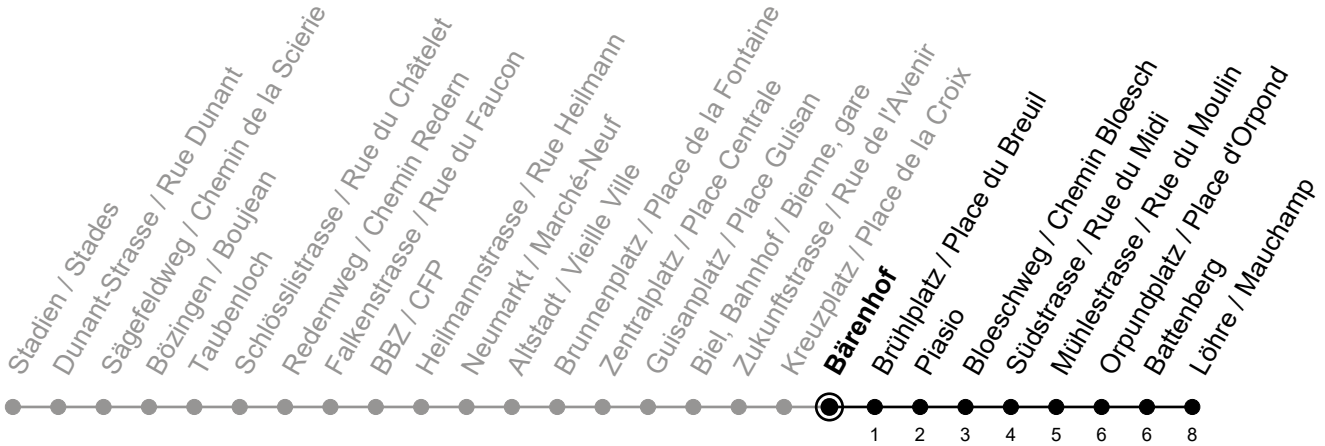 Stadien / Stades
Dunant-Strasse / Rue Dunant
Sägefeldweg / Chemin de la Scierie
Bözingen / Boujean
Taubenloch
Schlösslistrasse / Rue du Châtelet
Redernweg / Chemin Redern
Falkenstrasse / Rue du Faucon
BBZ / CFP
Heilmannstrasse / Rue Heilmann
Neumarkt / Marché-Neuf
Altstadt / Vieille Ville
Brunnenplatz / Place de la Fontaine
Zentralplatz / Place Centrale
Guisanplatz / Place Guisan
Biel, Bahnhof / Bienne, gare
Zukunftstrasse / Rue de l'Avenir
Kreuzplatz / Place de la Croix
Bärenhof
Brühlplatz / Place du Breuil
Piasio
Bloeschweg / Chemin Bloesch
Südstrasse / Rue du Midi
Mühlestrasse / Rue du Moulin
Orpundplatz / Place d'Orpond
Battenberg
Löhre / Mauchamp
1 2 3 4 5 6 6 8